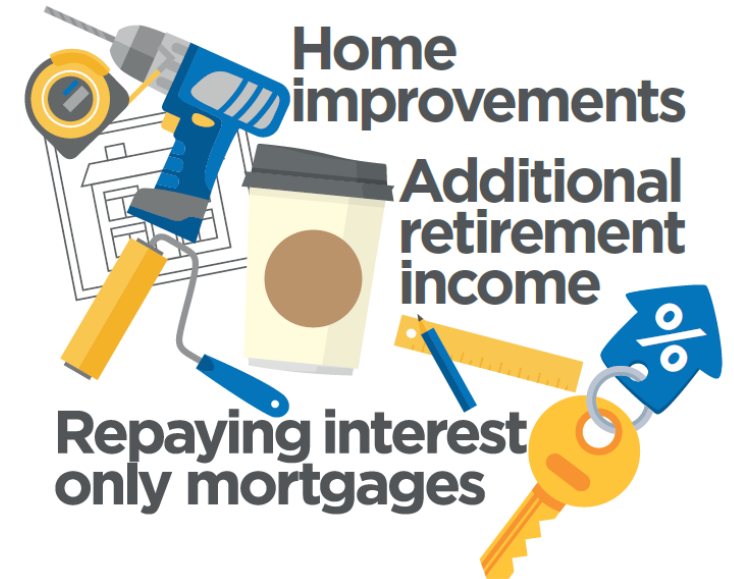 Home
improvements
Additional
retirement
income
%
Repaying interest
only mortgages